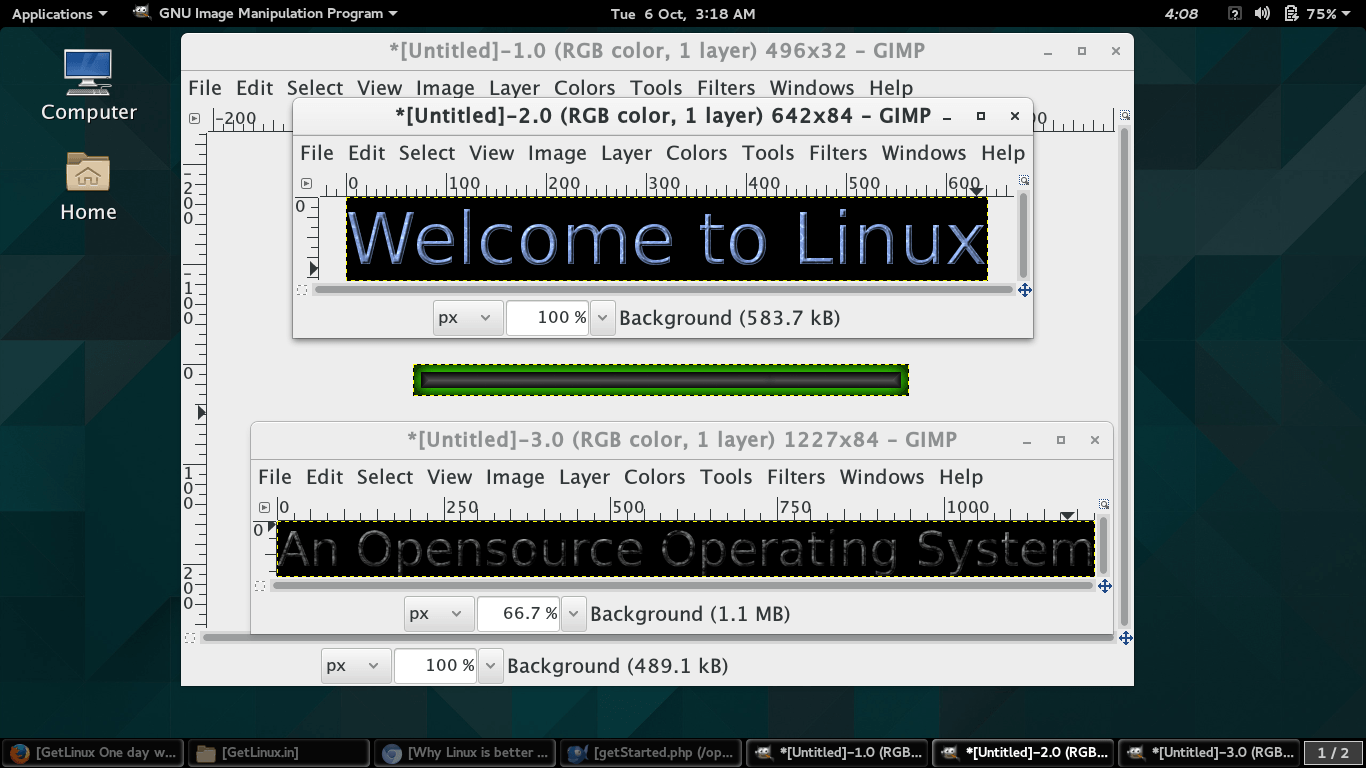 Applications GNU Image Manipulation Program Tue 6 Oct, 3:18 AM 4:08 75%
Computer
Home
*[Untitled]-1.0 (RGB color, 1 layer) 496x32 – GIMP
File Edit Select View Image Layer Colors Tools Filters Windows Help
-200
*[Untitled]-2.0 (RGB color, 1 layer) 642x84 – GIMP
File Edit Select View Image Layer Colors Tools Filters Windows Help
0 100 200 300 400 500 600
0
Welcome to Linux
px 100 % Background (583.7 kB)
-200
-100
0
100
200
*[Untitled]-3.0 (RGB color, 1 layer) 1227x84 – GIMP
File Edit Select View Image Layer Colors Tools Filters Windows Help
0 250 500 750 1000
0
An Opensource Operating System
px 66.7 % Background (1.1 MB)
px 100 % Background (489.1 kB)
[GetLinux One day w... [GetLinux.in] [Why Linux is better ... [getStarted.php (/op... *[Untitled]-1.0 (RGB... *[Untitled]-2.0 (RGB... *[Untitled]-3.0 (RGB... 1 / 2